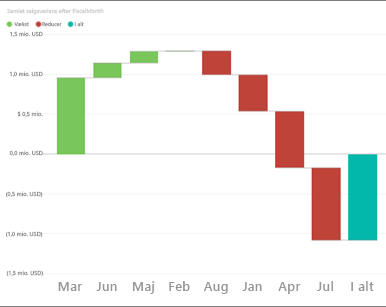 Samlet salgsvarians efter FiscalMonth
Vækst Reducer I alt
1,5 mio. USD
1,0 mio. USD
$ 0,5 mio.
0,0 mio. USD
(0,5 mio. USD)
(1,0 mio. USD)
(1,5 mio. USD)
Mar Jun Maj Feb Aug Jan Apr Jul I alt